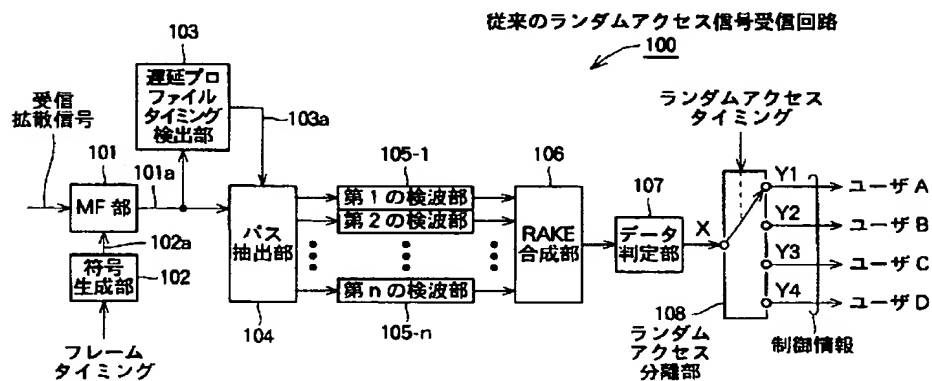 従来のランダムアクセス信号受信回路
100
103
遅延プロ
ファイル
タイミング
検出部
103a
受信
拡散信号
101
101a
MF部
102a
符号
生成部
102
フレーム
タイミング
パス
抽出部
104
105-1
第1の検波部
第2の検波部
第nの検波部
105-n
106
RAKE
合成部
107
データ
判定部
ランダムアクセス
タイミング
X
Y1
ユーザA
Y2
ユーザB
Y3
ユーザC
Y4
ユーザD
108
ランダム
アクセス
分離部
制御情報